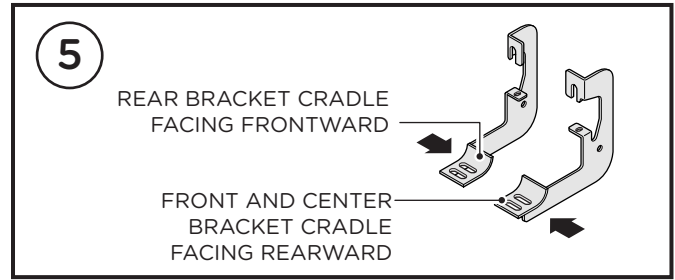 5
REAR BRACKET CRADLE
FACING FRONTWARD
FRONT AND CENTER
BRACKET CRADLE
FACING REARWARD